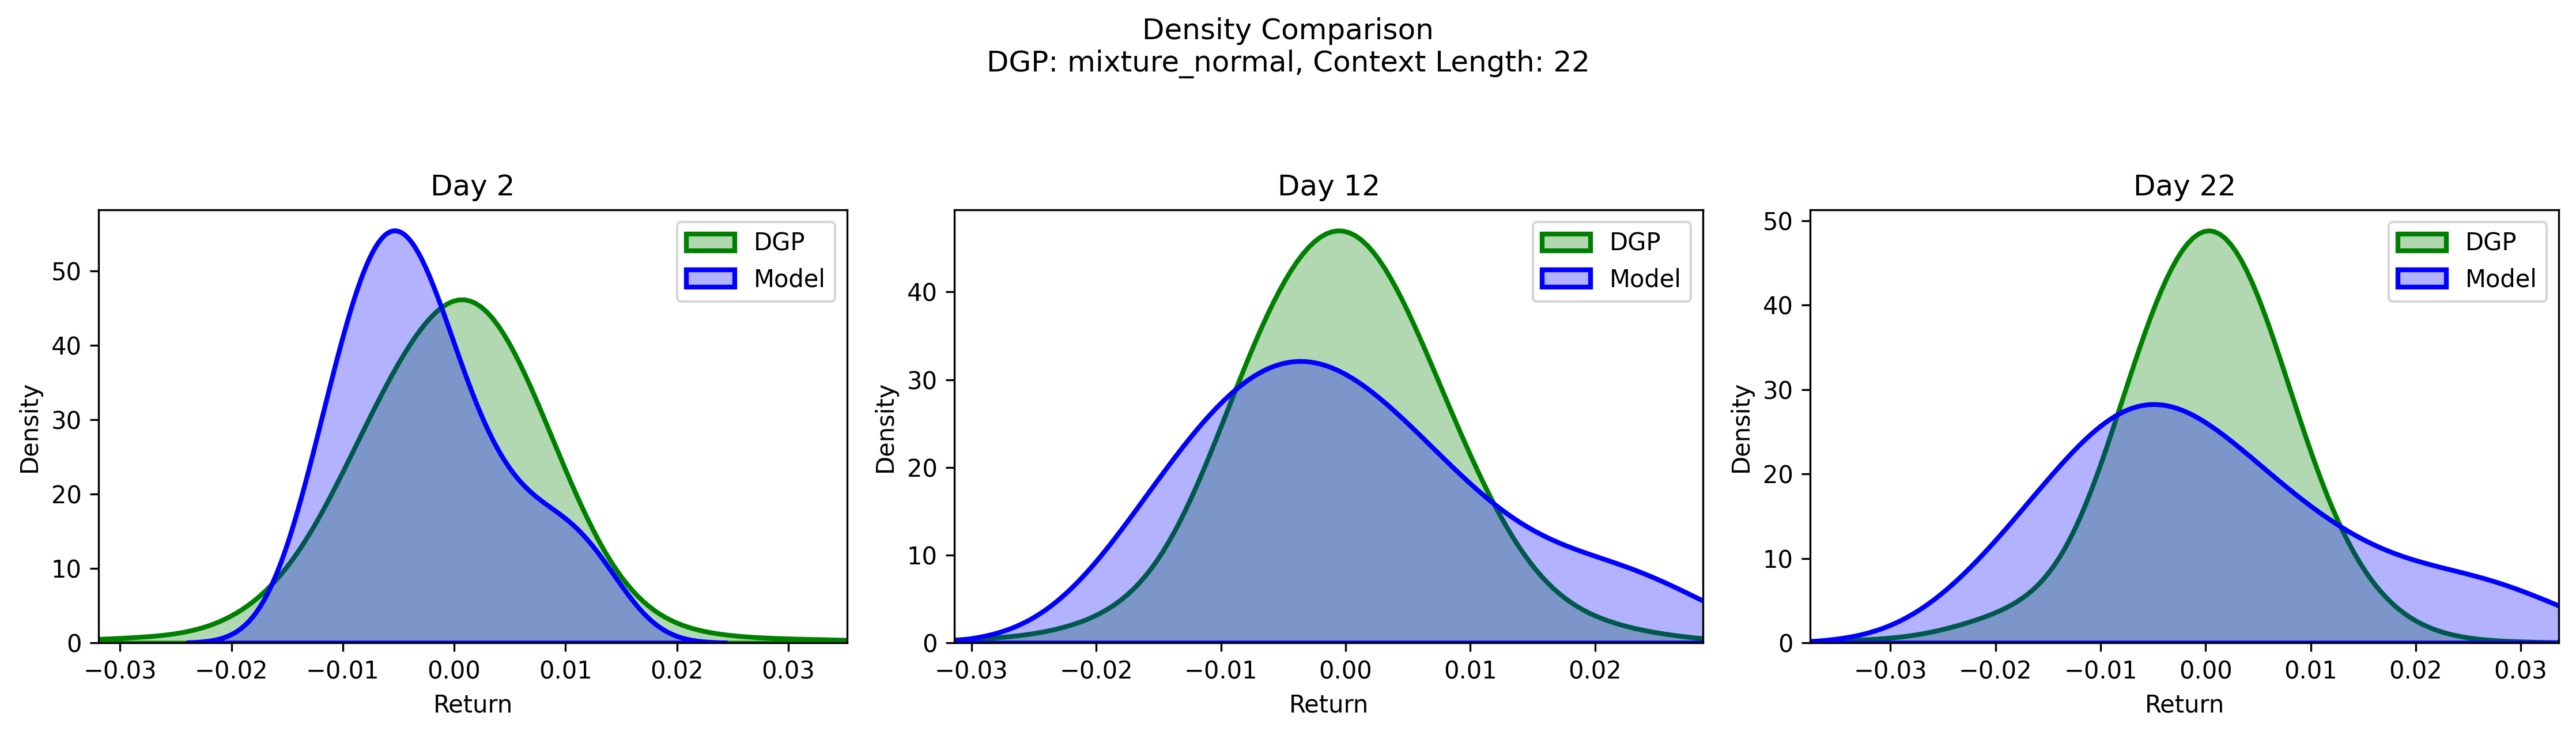 Density Comparison
DGP: mixture_normal, Context Length: 22
Day 2
50
40
30
20
10
0
Density
−0.03 −0.02 −0.01 0.00 0.01 0.02 0.03
Return
DGP
Model
Day 12
40
30
20
10
0
Density
−0.03 −0.02 −0.01 0.00 0.01 0.02
Return
DGP
Model
Day 22
50
40
30
20
10
0
Density
−0.03 −0.02 −0.01 0.00 0.01 0.02 0.03
Return
DGP
Model